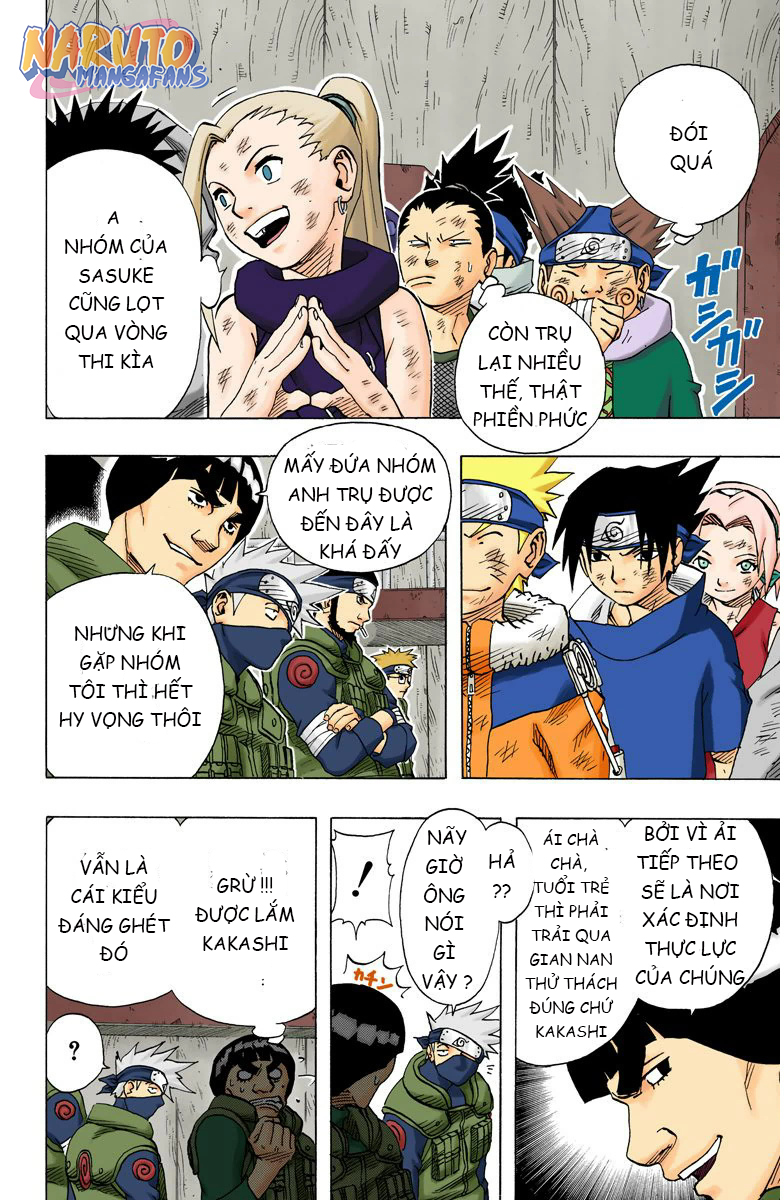 NARUTO
MANGAFANS
ĐÓI
QUÁ
A
NHÓM CỦA
SASUKE
CŨNG LỌT
QUA VÒNG
THI KÌA
ガシガシ
CÒN TRỤ
LẠI NHIỀU
THẾ, THẬT
PHIỀN PHỨC
MẤY ĐỨA NHÓM
ANH TRỤ ĐƯỢC
ĐẾN ĐÂY LÀ
KHÁ ĐẤY
NHƯNG KHI
GẶP NHÓM
TÔI THÌ HẾT
HY VỌNG THÔI
BỞI VÌ ẢI
TIẾP THEO
SẼ LÀ NƠI
XÁC ĐỊNH
THỰC LỰC
CỦA CHÚNG
ÁI CHÀ
CHÀ,
TUỔI TRẺ
THÌ PHẢI
TRẢI QUA
GIAN NAN
THỬ THÁCH
ĐÚNG CHỨ
KAKASHI
HẢ
??
NÃY
GIỜ
ÔNG
NÓI
GÌ
VẬY ?
!
カチン
GRỪ !!!
ĐƯỢC LẮM
KAKASHI
VẪN LÀ
CÁI KIỂU
ĐÁNG GHÉT
ĐÓ
?